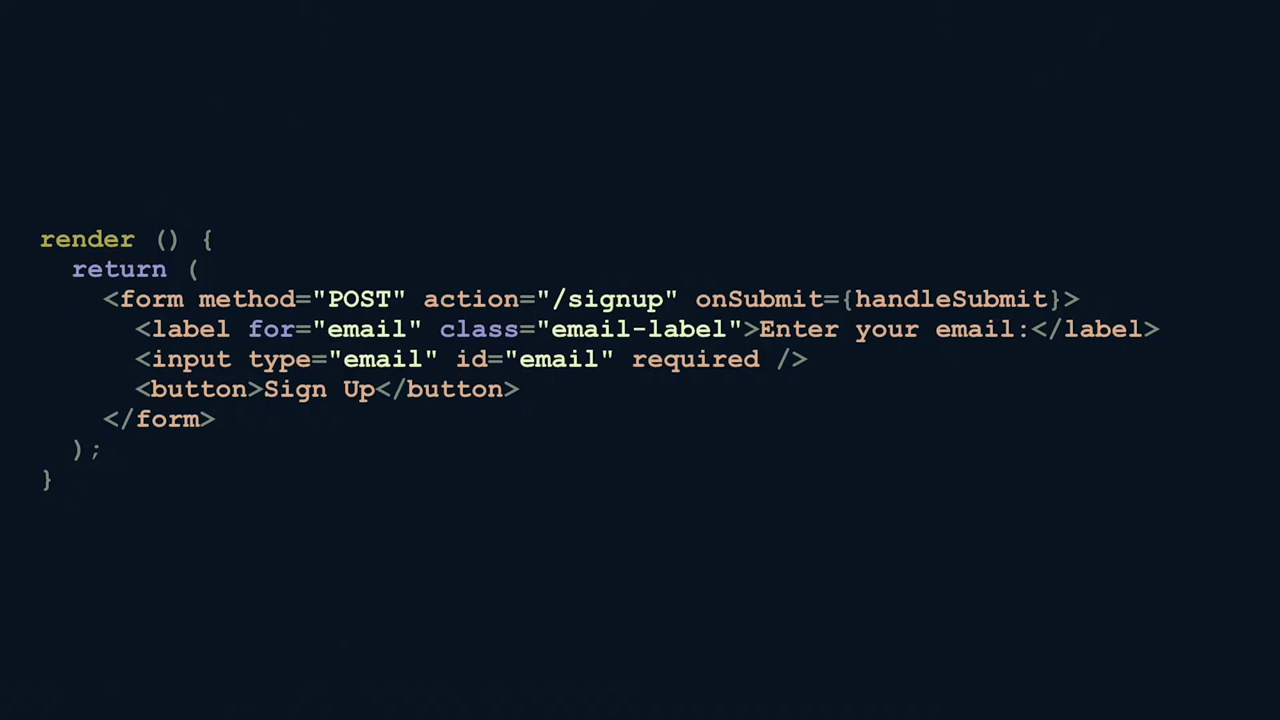 render () {
return (
<form method="POST" action="/signup" onSubmit={handleSubmit}>
<label for="email" class="email-label">Enter your email:</label>
<input type="email" id="email" required />
<button>Sign Up</button>
</form>
);
}